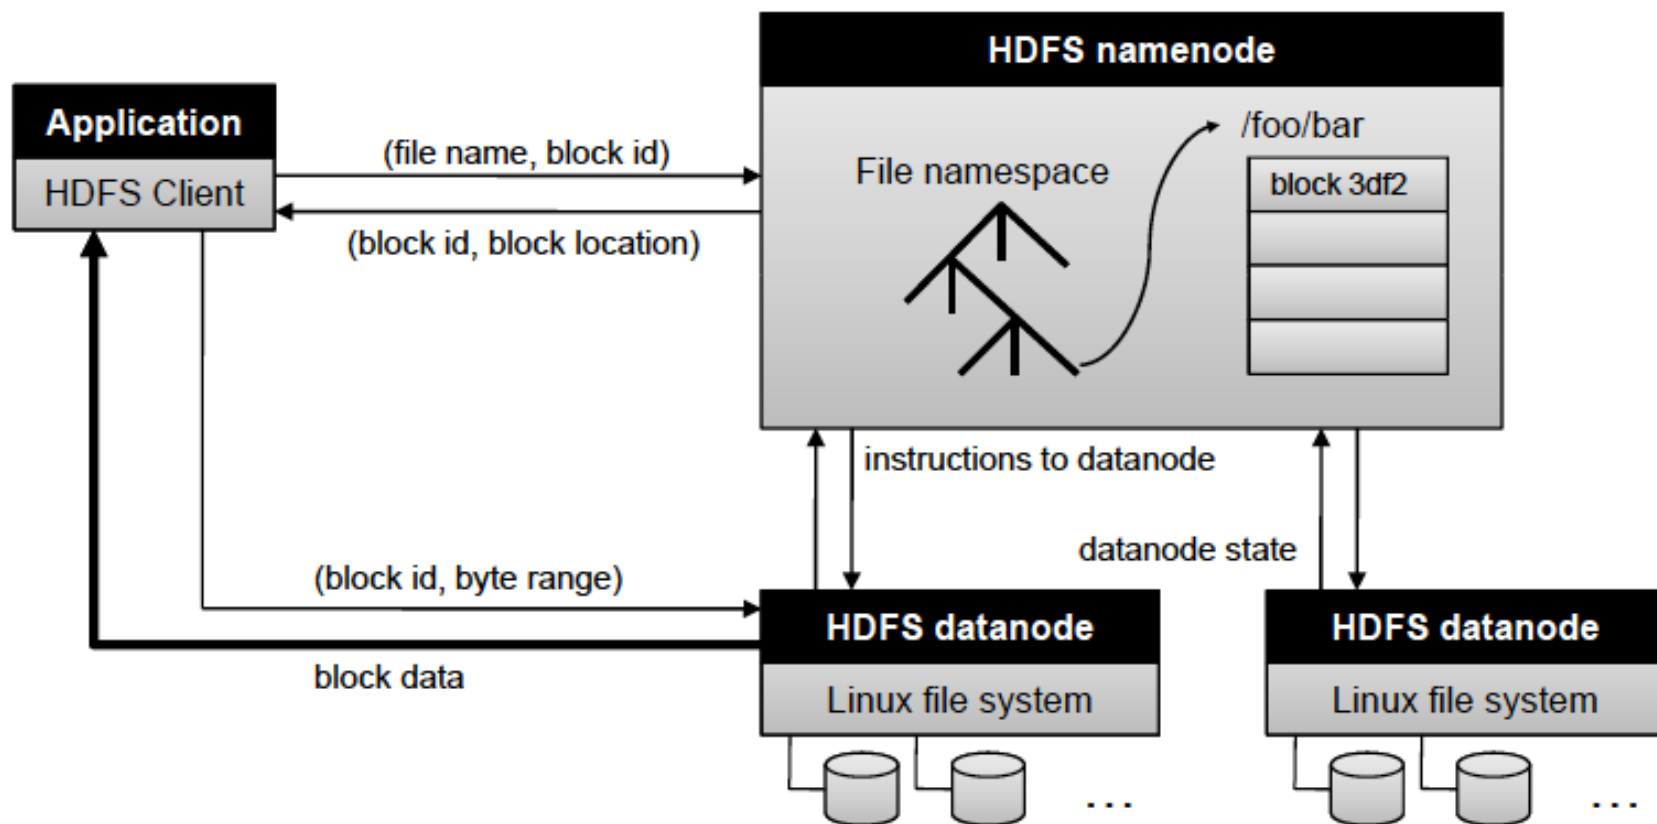 HDFS namenode
Application
HDFS Client
(file name, block id)
(block id, block location)
File namespace
/foo/bar
block 3df2
instructions to datanode
datanode state
(block id, byte range)
block data
HDFS datanode
Linux file system
...
HDFS datanode
Linux file system
...